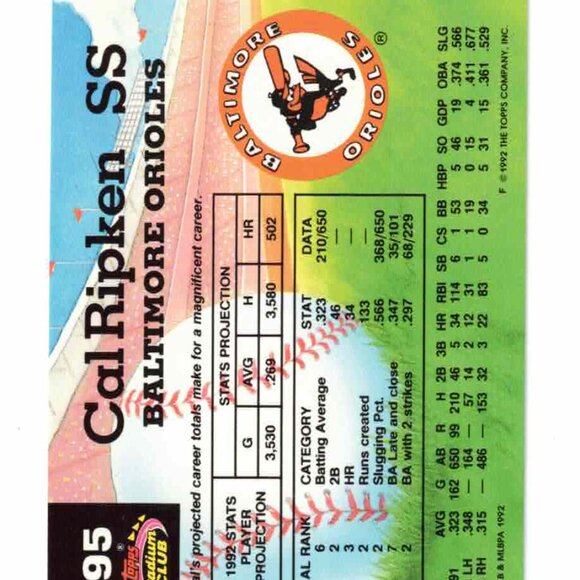 95
TOPPS®
STADIUM
CLUB
Cal Ripken SS
BALTIMORE ORIOLES
BALTIMORE ORIOLES ®
Cal's projected career totals make for a magnificent career.
1992 STATS PLAYER PROJECTION
STATS PROJECTION
G AVG H HR
3,530 .269 3,580 502
AL RANK CATEGORY STAT DATA
6 Batting Average .323 210/650
2 2B 46 —
3 HR 34 —
2 Runs created 133 —
2 Slugging Pct. .566 368/650
7 BA Late and close .347 35/101
2 BA with 2 strikes .297 68/229
AVG G AB R H 2B 3B HR RBI SB CS BB HBP SO GDP OBA SLG
91 .323 162 650 99 210 46 5 34 114 6 1 53 5 46 19 .374 .566
LH .348 — 164 — 57 14 2 12 31 1 1 19 0 15 4 .411 .677
RH .315 — 486 — 153 32 3 22 83 5 0 34 5 31 15 .361 .529
B & MLBPA 1992
F © 1992 THE TOPPS COMPANY, INC.